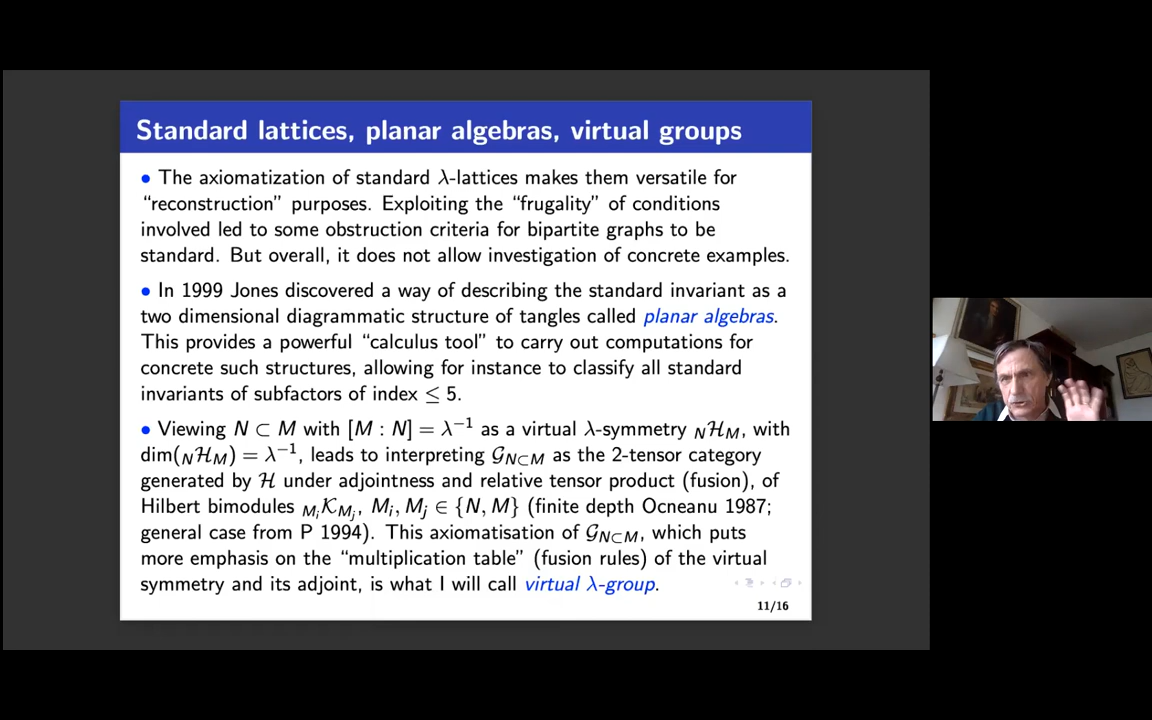 Standard lattices, planar algebras, virtual groups
• The axiomatization of standard λ-lattices makes them versatile for
“reconstruction” purposes. Exploiting the “frugality” of conditions
involved led to some obstruction criteria for bipartite graphs to be
standard. But overall, it does not allow investigation of concrete examples.
• In 1999 Jones discovered a way of describing the standard invariant as a
two dimensional diagrammatic structure of tangles called planar algebras.
This provides a powerful “calculus tool” to carry out computations for
concrete such structures, allowing for instance to classify all standard
invariants of subfactors of index ≤ 5.
• Viewing N ⊂ M with [M : N] = λ⁻¹ as a virtual λ-symmetry _Nℋ_M, with
dim(_Nℋ_M) = λ⁻¹, leads to interpreting 𝒢_{N⊂M} as the 2-tensor category
generated by ℋ under adjointness and relative tensor product (fusion), of
Hilbert bimodules _{M_i}𝒦_{M_j}, M_i, M_j ∈ {N, M} (finite depth Ocneanu 1987;
general case from P 1994). This axiomatisation of 𝒢_{N⊂M}, which puts
more emphasis on the “multiplication table” (fusion rules) of the virtual
symmetry and its adjoint, is what I will call virtual λ-group.
11/16